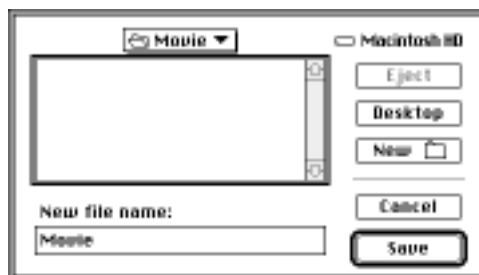 Movie
Macintosh HD
Eject
Desktop
New
New file name:
Cancel
Movie
Save